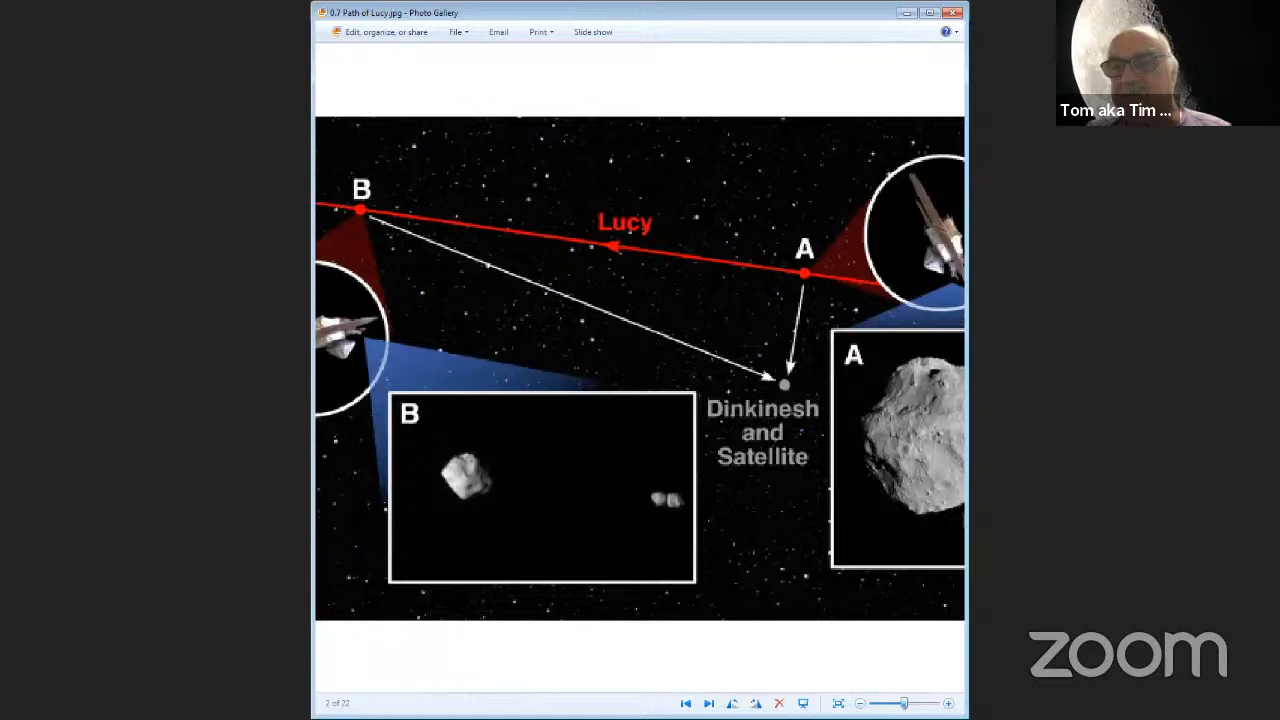 0.7 Path of Lucy.jpg - Photo Gallery
Edit, organize, or share File Email Print Slide show
Tom aka Tim ...
B
Lucy
A
A
B
Dinkinesh
and
Satellite
2 of 22
zoom